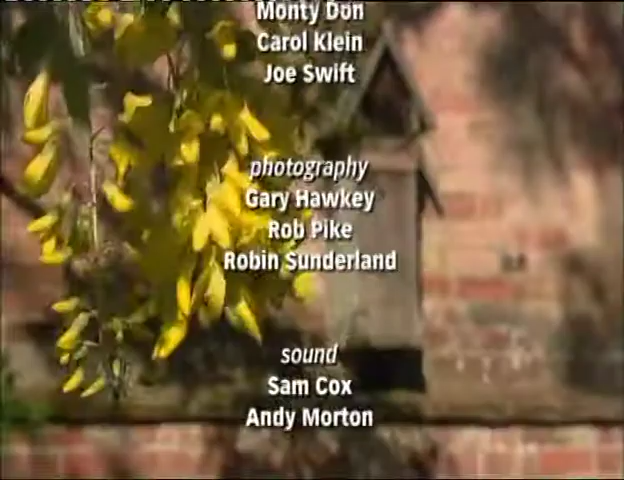 Monty Don
Carol Klein
Joe Swift
photography
Gary Hawkey
Rob Pike
Robin Sunderland
sound
Sam Cox
Andy Morton